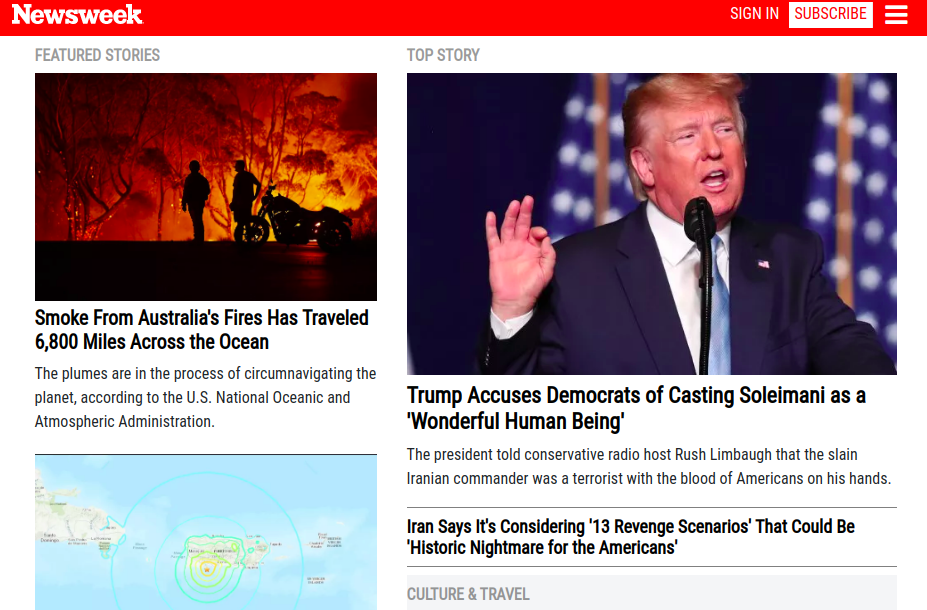 Newsweek
SIGN IN
SUBSCRIBE
FEATURED STORIES
Smoke From Australia's Fires Has Traveled
6,800 Miles Across the Ocean
The plumes are in the process of circumnavigating the
planet, according to the U.S. National Oceanic and
Atmospheric Administration.
TOP STORY
Trump Accuses Democrats of Casting Soleimani as a
'Wonderful Human Being'
The president told conservative radio host Rush Limbaugh that the slain
Iranian commander was a terrorist with the blood of Americans on his hands.
Iran Says It's Considering '13 Revenge Scenarios' That Could Be
'Historic Nightmare for the Americans'
CULTURE & TRAVEL